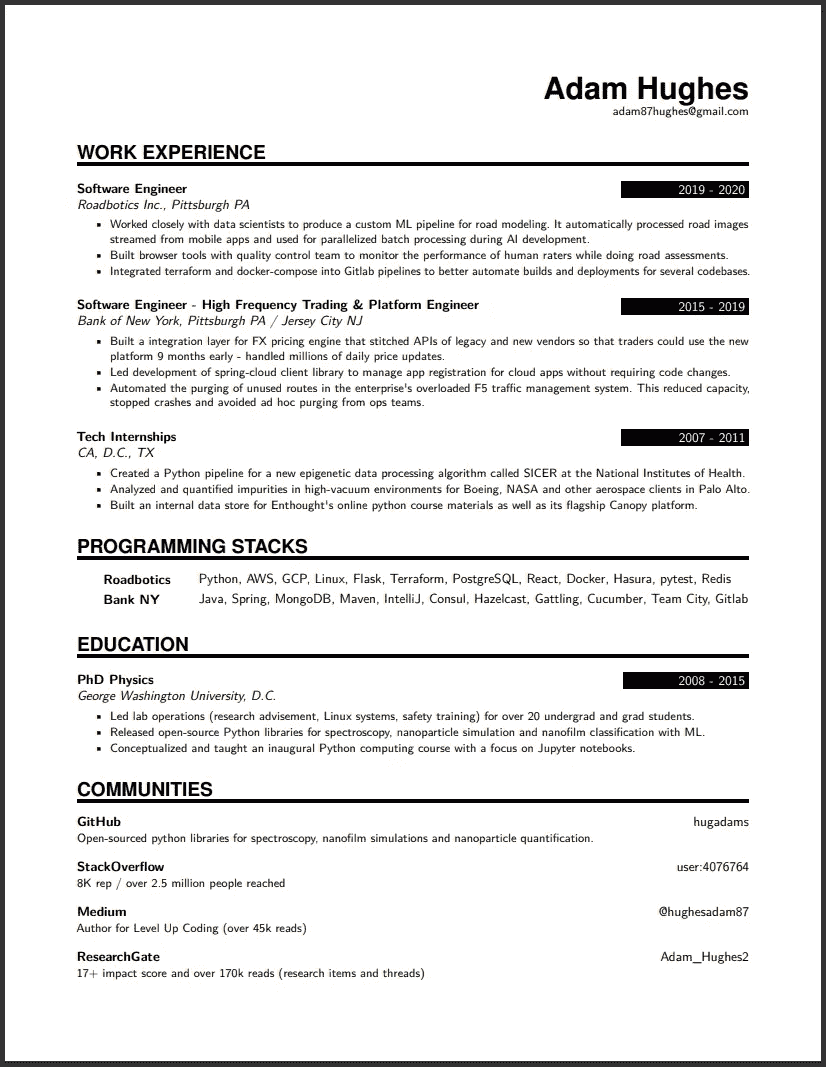 Adam Hughes
adam87hughes@gmail.com
WORK EXPERIENCE
Software Engineer 2019 - 2020
Roadbotics Inc., Pittsburgh PA
▪ Worked closely with data scientists to produce a custom ML pipeline for road modeling. It automatically processed road images
streamed from mobile apps and used for parallelized batch processing during AI development.
▪ Built browser tools with quality control team to monitor the performance of human raters while doing road assessments.
▪ Integrated terraform and docker-compose into Gitlab pipelines to better automate builds and deployments for several codebases.
Software Engineer - High Frequency Trading & Platform Engineer 2015 - 2019
Bank of New York, Pittsburgh PA / Jersey City NJ
▪ Built a integration layer for FX pricing engine that stitched APIs of legacy and new vendors so that traders could use the new
platform 9 months early - handled millions of daily price updates.
▪ Led development of spring-cloud client library to manage app registration for cloud apps without requiring code changes.
▪ Automated the purging of unused routes in the enterprise's overloaded F5 traffic management system. This reduced capacity,
stopped crashes and avoided ad hoc purging from ops teams.
Tech Internships 2007 - 2011
CA, D.C., TX
▪ Created a Python pipeline for a new epigenetic data processing algorithm called SICER at the National Institutes of Health.
▪ Analyzed and quantified impurities in high-vacuum environments for Boeing, NASA and other aerospace clients in Palo Alto.
▪ Built an internal data store for Enthought's online python course materials as well as its flagship Canopy platform.
PROGRAMMING STACKS
Roadbotics Python, AWS, GCP, Linux, Flask, Terraform, PostgreSQL, React, Docker, Hasura, pytest, Redis
Bank NY Java, Spring, MongoDB, Maven, IntelliJ, Consul, Hazelcast, Gattling, Cucumber, Team City, Gitlab
EDUCATION
PhD Physics 2008 - 2015
George Washington University, D.C.
▪ Led lab operations (research advisement, Linux systems, safety training) for over 20 undergrad and grad students.
▪ Released open-source Python libraries for spectroscopy, nanoparticle simulation and nanofilm classification with ML.
▪ Conceptualized and taught an inaugural Python computing course with a focus on Jupyter notebooks.
COMMUNITIES
GitHub hugadams
Open-sourced python libraries for spectroscopy, nanofilm simulations and nanoparticle quantification.
StackOverflow user:4076764
8K rep / over 2.5 million people reached
Medium @hughesadam87
Author for Level Up Coding (over 45k reads)
ResearchGate Adam_Hughes2
17+ impact score and over 170k reads (research items and threads)